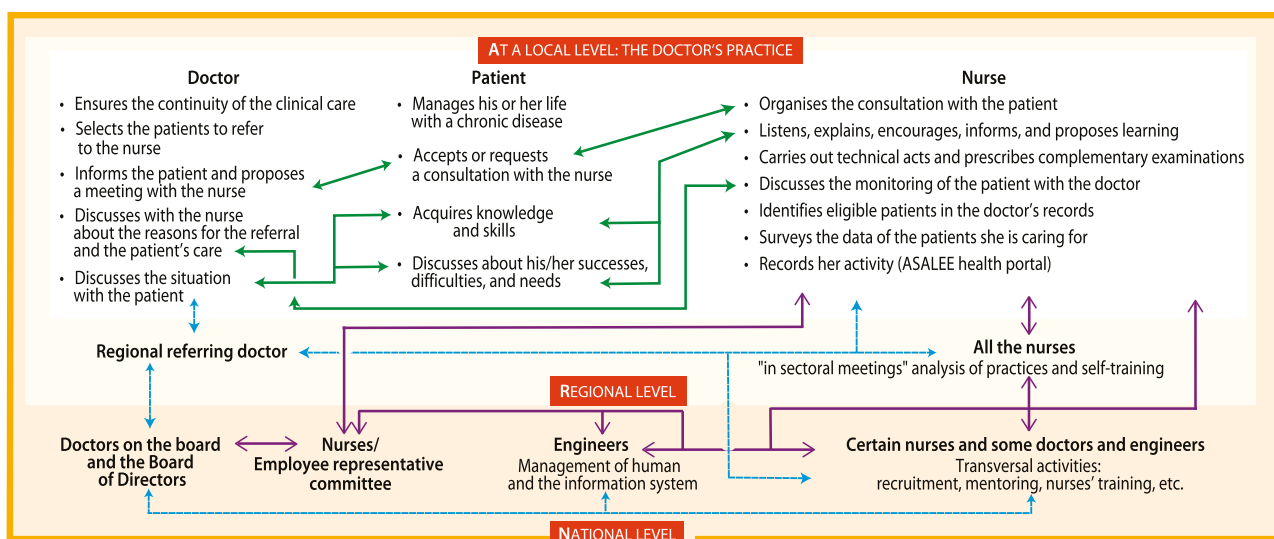 AT A LOCAL LEVEL: THE DOCTOR'S PRACTICE
Doctor
• Ensures the continuity of the clinical care
• Selects the patients to refer
to the nurse
• Informs the patient and proposes
a meeting with the nurse
• Discusses with the nurse
about the reasons for the referral
and the patient's care
• Discusses the situation
with the patient
Patient
• Manages his or her life
with a chronic disease
• Accepts or requests
a consultation with the nurse
• Acquires knowledge
and skills
• Discusses about his/her successes,
difficulties, and needs
Nurse
• Organises the consultation with the patient
• Listens, explains, encourages, informs, and proposes learning
• Carries out technical acts and prescribes complementary examinations
• Discusses the monitoring of the patient with the doctor
• Identifies eligible patients in the doctor's records
• Surveys the data of the patients she is caring for
• Records her activity (ASALEE health portal)
Regional referring doctor
All the nurses
"in sectoral meetings" analysis of practices and self-training
REGIONAL LEVEL
Doctors on the board
and the Board
of Directors
Nurses/
Employee representative
committee
Engineers
Management of human
and the information system
Certain nurses and some doctors and engineers
Transversal activities:
recruitment, mentoring, nurses' training, etc.
NATIONAL LEVEL